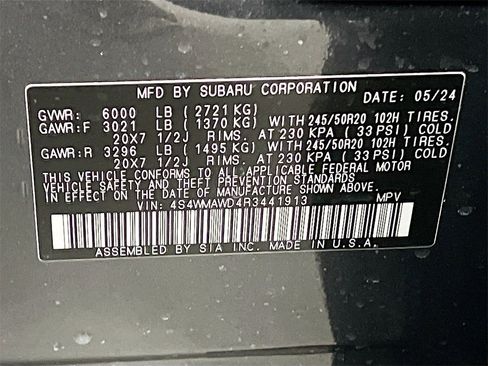 MFD BY SUBARU CORPORATION
DATE: 05/24
GVWR: 6000 LB (2721 KG)
GAWR:F 3021 LB (1370 KG) WITH 245/50R20 102H TIRES.
20X7 1/2J RIMS. AT 230 KPA (33 PSI) COLD
GAWR:R 3296 LB (1495 KG) WITH 245/50R20 102H TIRES.
20X7 1/2J RIMS. AT 230 KPA (33 PSI) COLD
THIS VEHICLE CONFORMS TO ALL APPLICABLE FEDERAL MOTOR
VEHICLE SAFETY AND THEFT PREVENTION STANDARDS
IN EFFECT ON THE DATE OF MANUFACTURE SHOWN ABOVE.
VIN: 4S4WMAWD4R3441913 MPV
ASSEMBLED BY SIA INC. MADE IN U.S.A.